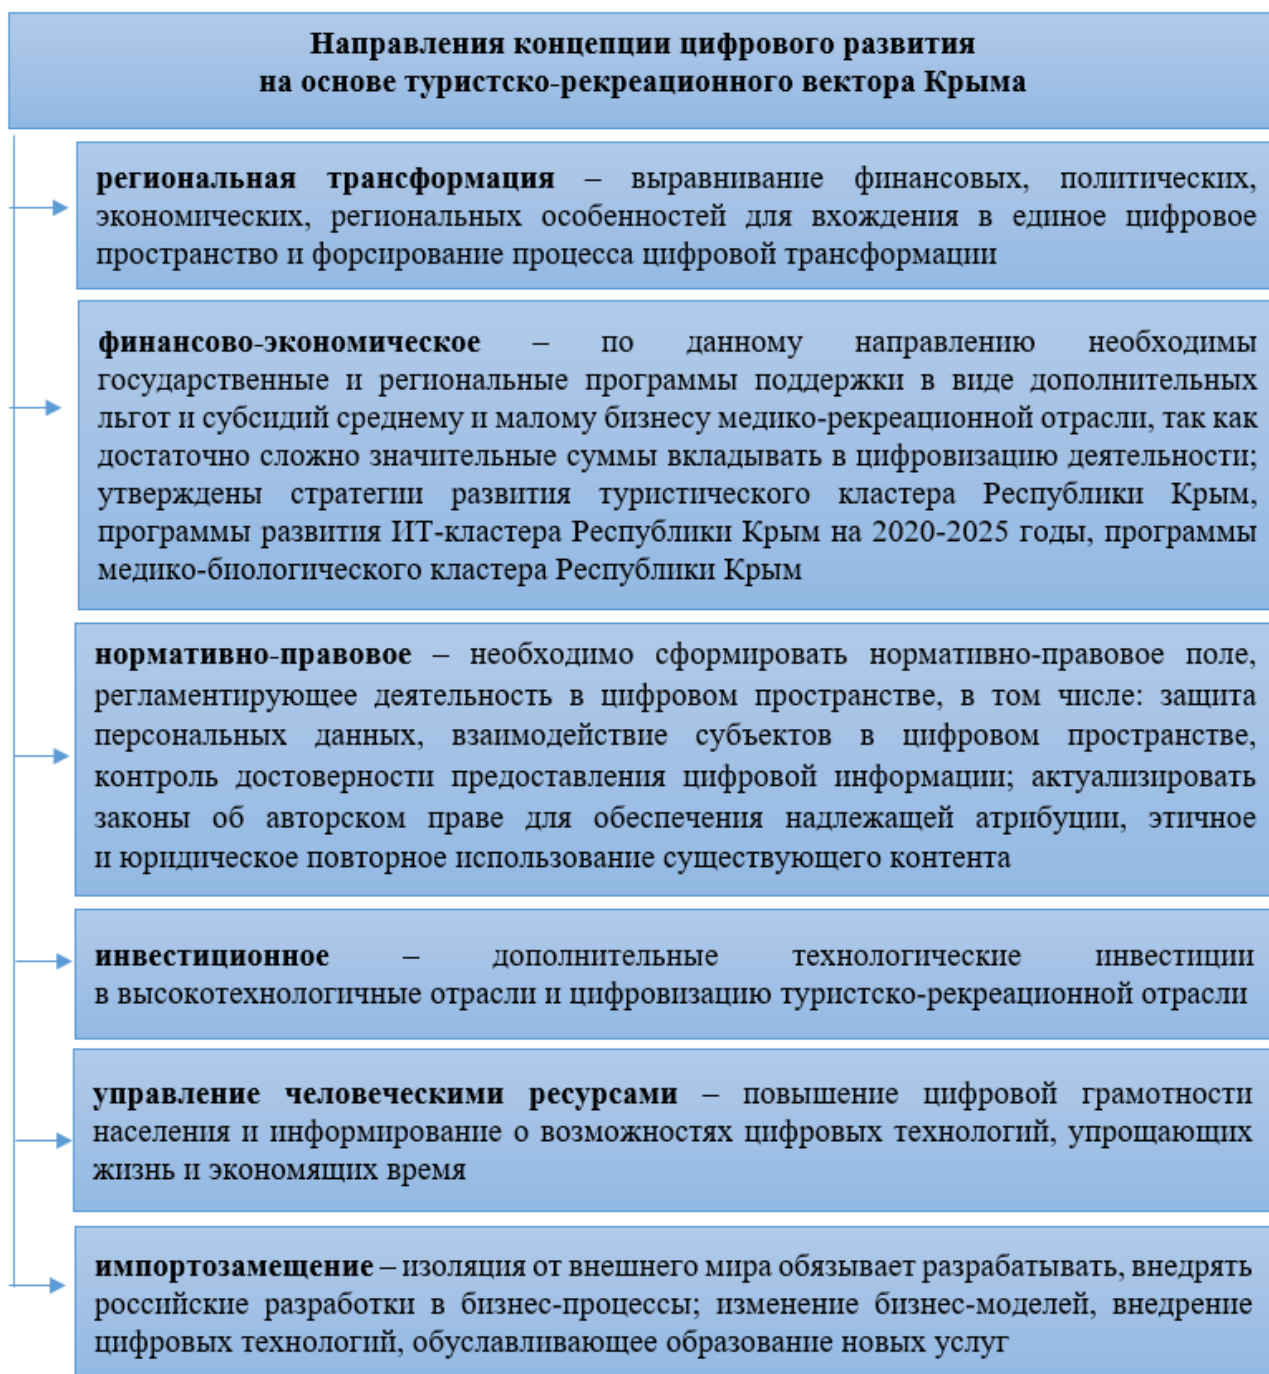 Направления концепции цифрового развития
на основе туристско-рекреационного вектора Крыма
региональная трансформация – выравнивание финансовых, политических,
экономических, региональных особенностей для вхождения в единое цифровое
пространство и форсирование процесса цифровой трансформации
финансово-экономическое – по данному направлению необходимы
государственные и региональные программы поддержки в виде дополнительных
льгот и субсидий среднему и малому бизнесу медико-рекреационной отрасли, так как
достаточно сложно значительные суммы вкладывать в цифровизацию деятельности;
утверждены стратегии развития туристического кластера Республики Крым,
программы развития ИТ-кластера Республики Крым на 2020-2025 годы, программы
медико-биологического кластера Республики Крым
нормативно-правовое – необходимо сформировать нормативно-правовое поле,
регламентирующее деятельность в цифровом пространстве, в том числе: защита
персональных данных, взаимодействие субъектов в цифровом пространстве,
контроль достоверности предоставления цифровой информации; актуализировать
законы об авторском праве для обеспечения надлежащей атрибуции, этичное
и юридическое повторное использование существующего контента
инвестиционное – дополнительные технологические инвестиции
в высокотехнологичные отрасли и цифровизацию туристско-рекреационной отрасли
управление человеческими ресурсами – повышение цифровой грамотности
населения и информирование о возможностях цифровых технологий, упрощающих
жизнь и экономящих время
импортозамещение – изоляция от внешнего мира обязывает разрабатывать, внедрять
российские разработки в бизнес-процессы; изменение бизнес-моделей, внедрение
цифровых технологий, обуславливающее образование новых услуг